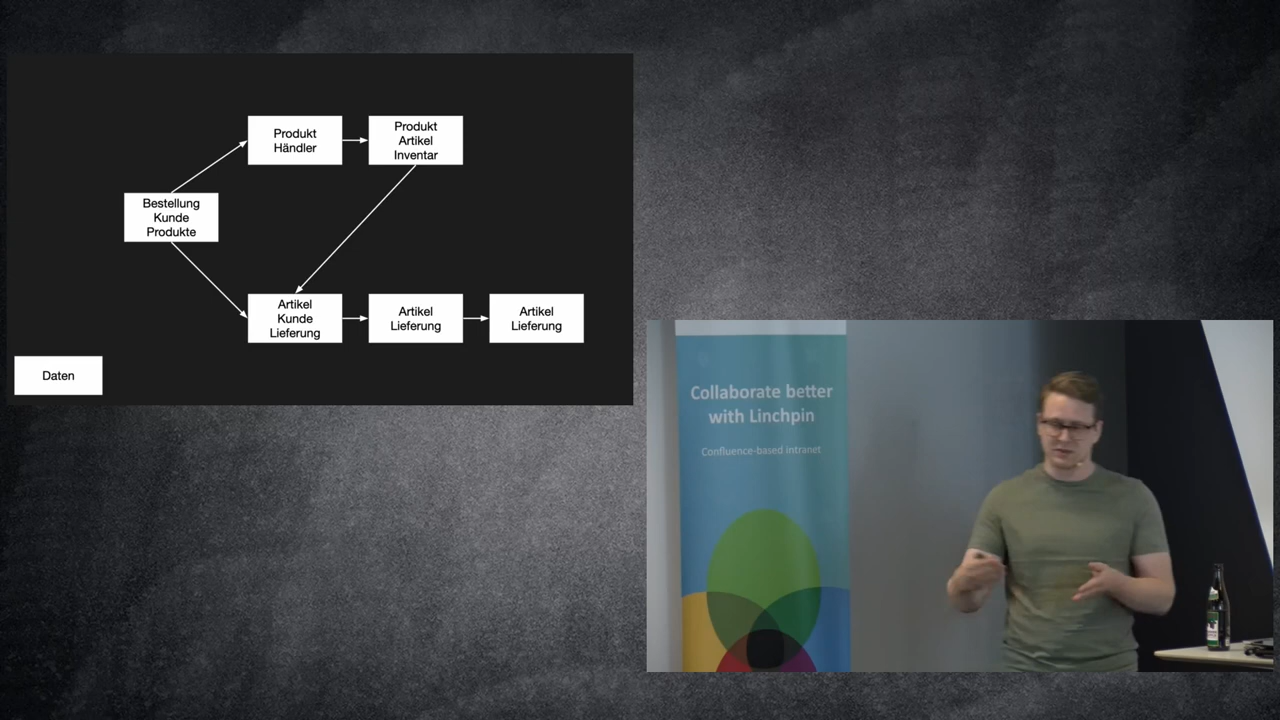 Produkt
Händler
Produkt
Artikel
Inventar
Bestellung
Kunde
Produkte
Artikel
Kunde
Lieferung
Artikel
Lieferung
Artikel
Lieferung
Daten
Collaborate better
with Linchpin
Confluence-based intranet